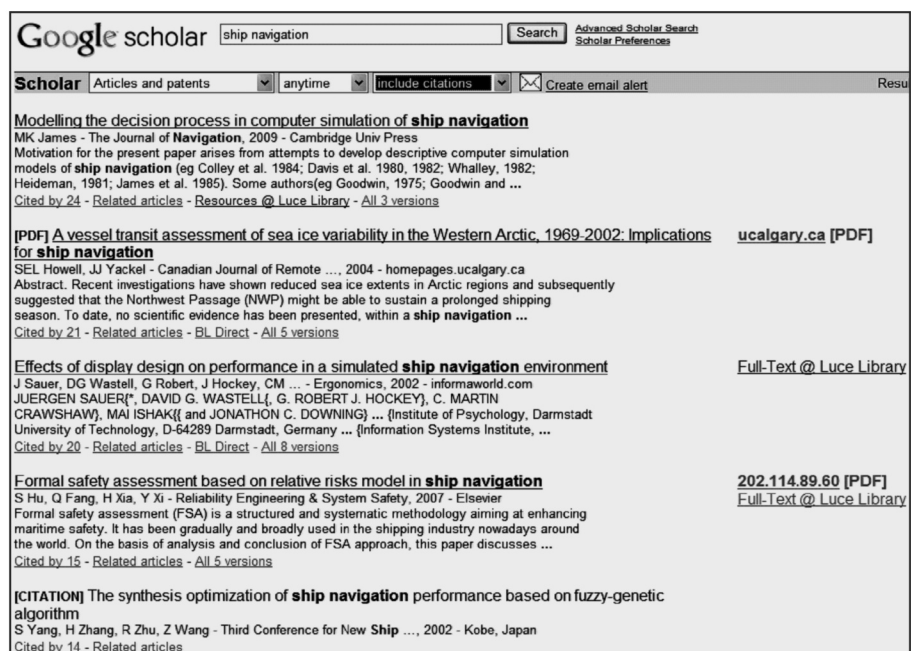 Google scholar ship navigation Search Advanced Scholar Search
Scholar Preferences
Scholar Articles and patents anytime include citations Create email alert Resu
Modelling the decision process in computer simulation of ship navigation
MK James - The Journal of Navigation, 2009 - Cambridge Univ Press
Motivation for the present paper arises from attempts to develop descriptive computer simulation
models of ship navigation (eg Colley et al. 1984; Davis et al. 1980, 1982; Whalley, 1982;
Heideman, 1981; James et al. 1985). Some authors(eg Goodwin, 1975; Goodwin and ...
Cited by 24 - Related articles - Resources @ Luce Library - All 3 versions
[PDF] A vessel transit assessment of sea ice variability in the Western Arctic, 1969-2002: Implications ucalgary.ca [PDF]
for ship navigation
SEL Howell, JJ Yackel - Canadian Journal of Remote ..., 2004 - homepages.ucalgary.ca
Abstract. Recent investigations have shown reduced sea ice extents in Arctic regions and subsequently
suggested that the Northwest Passage (NWP) might be able to sustain a prolonged shipping
season. To date, no scientific evidence has been presented, within a ship navigation ...
Cited by 21 - Related articles - BL Direct - All 5 versions
Effects of display design on performance in a simulated ship navigation environment Full-Text @ Luce Library
J Sauer, DG Wastell, G Robert, J Hockey, CM ... - Ergonomics, 2002 - informaworld.com
JUERGEN SAUER{*, DAVID G. WASTELL{, G. ROBERT J. HOCKEY}, C. MARTIN
CRAWSHAW}, MAI ISHAK{{ and JONATHON C. DOWNING} ... {Institute of Psychology, Darmstadt
University of Technology, D-64289 Darmstadt, Germany ... {Information Systems Institute, ...
Cited by 20 - Related articles - BL Direct - All 8 versions
Formal safety assessment based on relative risks model in ship navigation 202.114.89.60 [PDF]
S Hu, Q Fang, H Xia, Y Xi - Reliability Engineering & System Safety, 2007 - Elsevier Full-Text @ Luce Library
Formal safety assessment (FSA) is a structured and systematic methodology aiming at enhancing
maritime safety. It has been gradually and broadly used in the shipping industry nowadays around
the world. On the basis of analysis and conclusion of FSA approach, this paper discusses ...
Cited by 15 - Related articles - All 5 versions
[CITATION] The synthesis optimization of ship navigation performance based on fuzzy-genetic
algorithm
S Yang, H Zhang, R Zhu, Z Wang - Third Conference for New Ship ..., 2002 - Kobe, Japan
Cited by 14 - Related articles